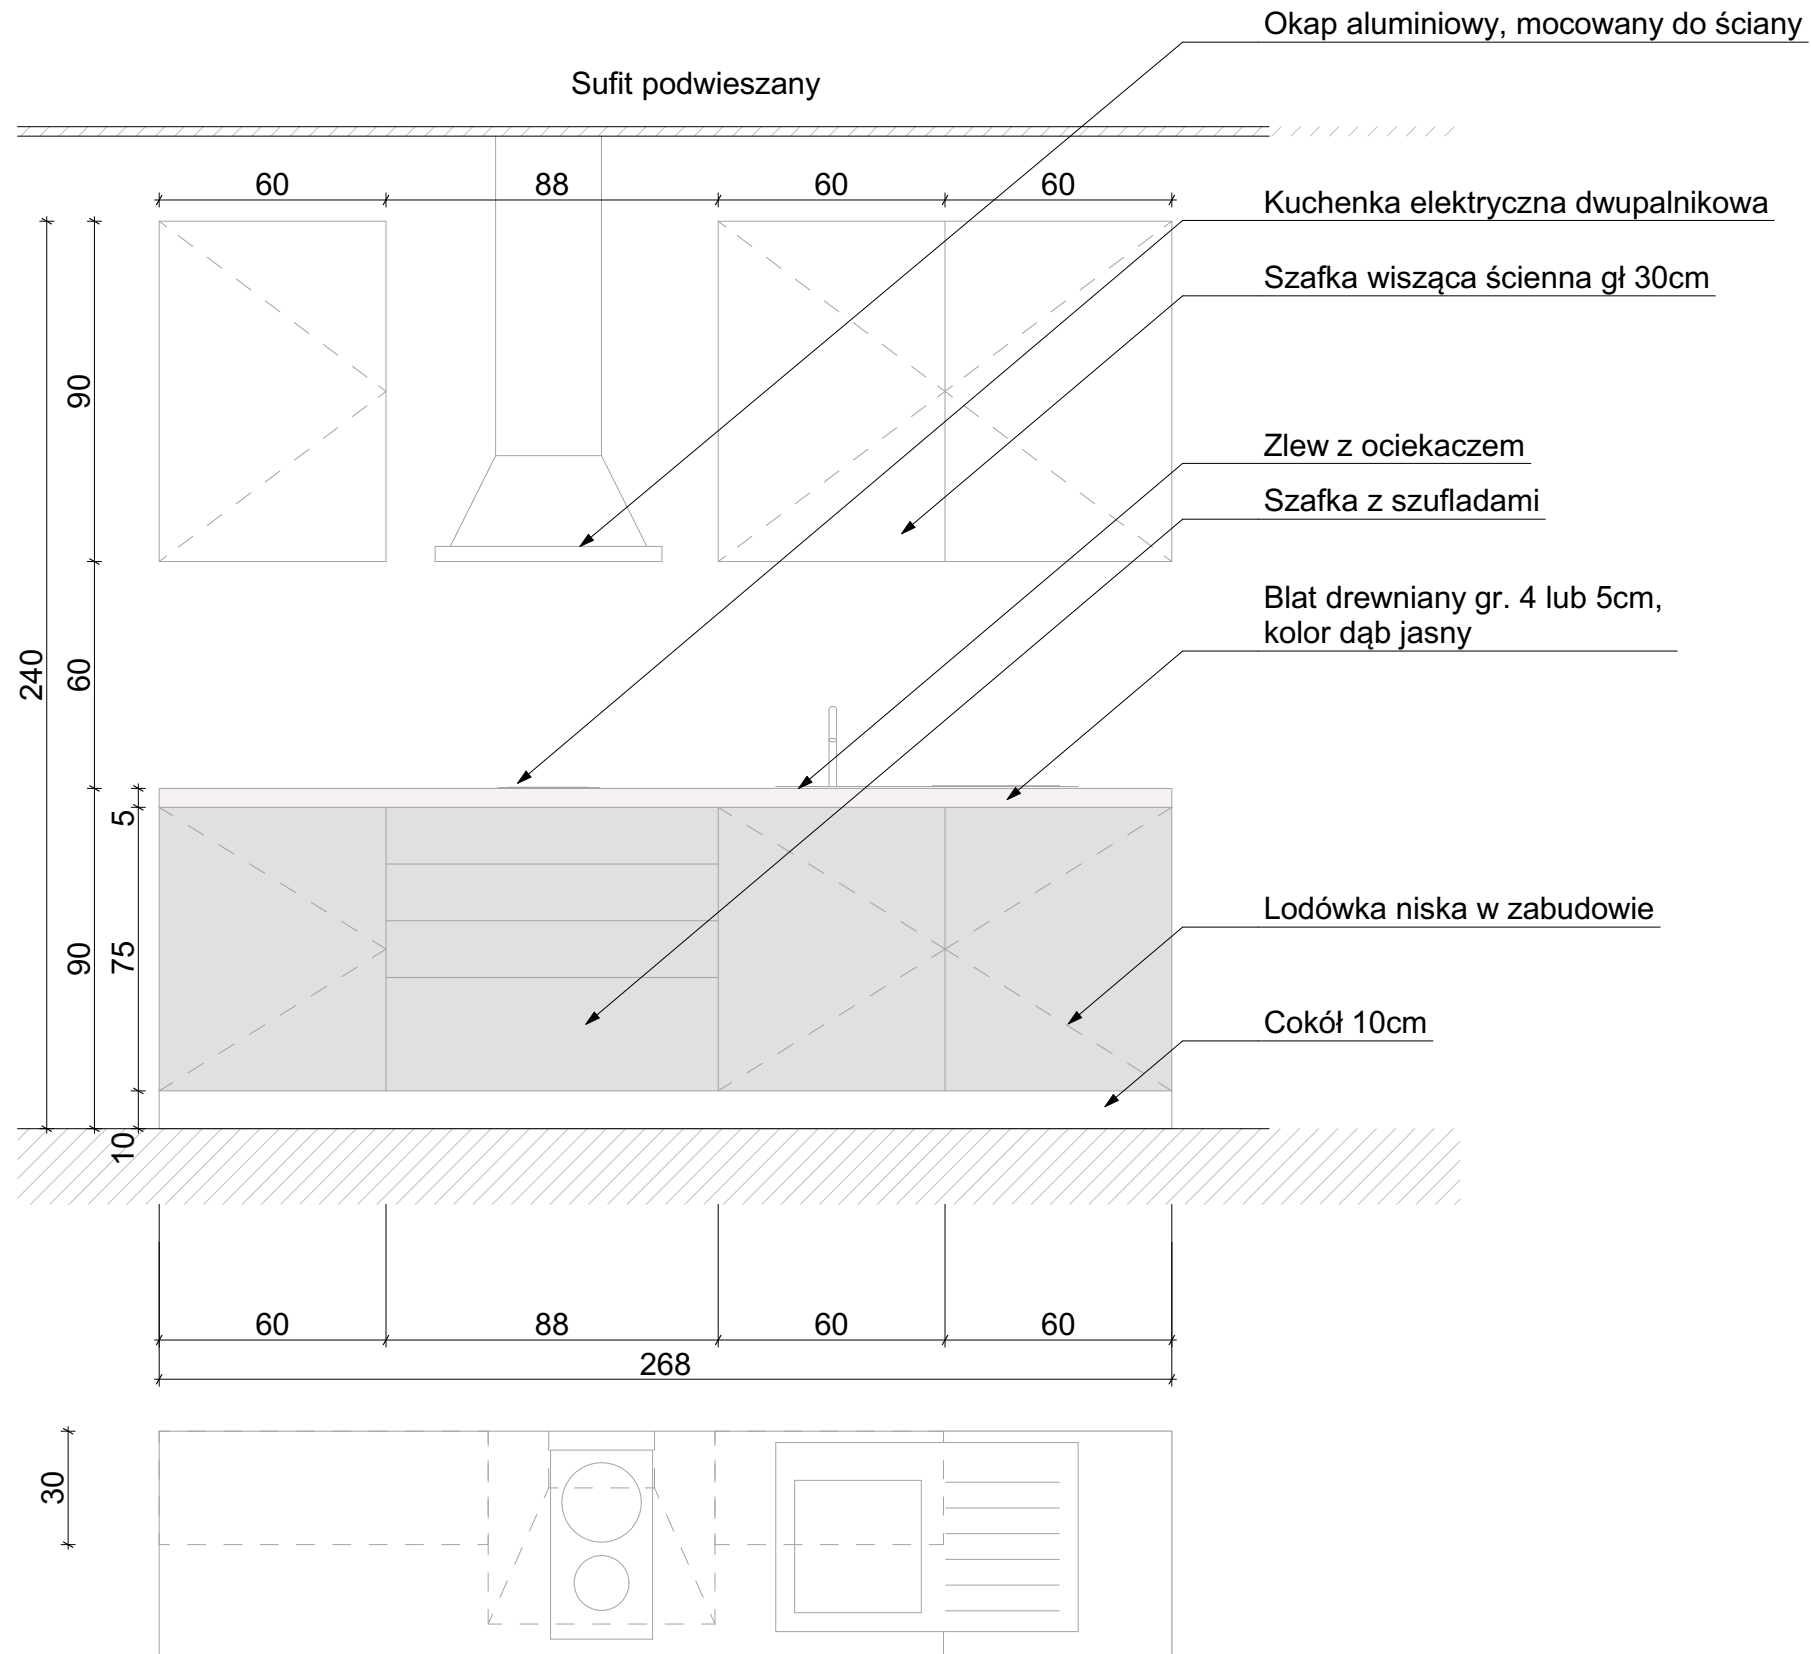 Okap aluminiowy, mocowany do ściany
Sufit podwieszany
60 88 60 60
Kuchenka elektryczna dwupalnikowa
Szafka wisząca ścienna gł 30cm
90
Zlew z ociekaczem
Szafka z szufladami
Blat drewniany gr. 4 lub 5cm,
kolor dąb jasny
240
60
5
Lodówka niska w zabudowie
90
75
Cokół 10cm
10
60 88 60 60
268
30